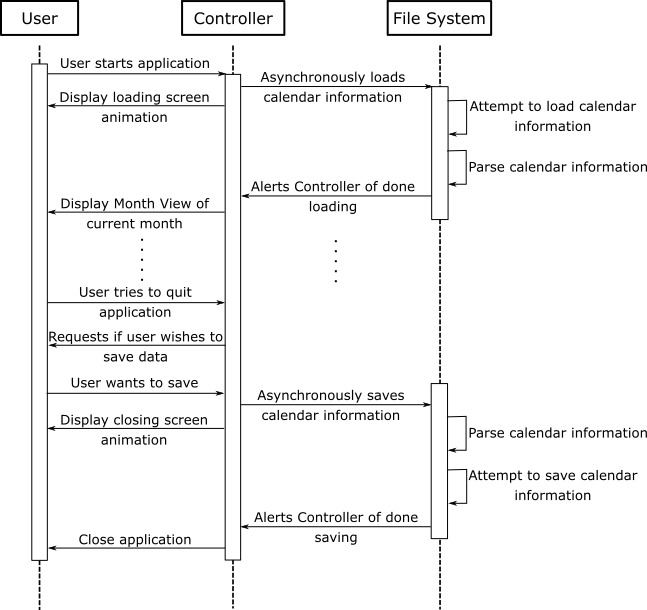 User
Controller
File System
User starts application
Asynchronously loads
calendar information
Display loading screen
animation
Attempt to load calendar
information
Parse calendar information
Alerts Controller of done
loading
Display Month View of
current month
User tries to quit
application
Requests if user wishes to
save data
User wants to save
Asynchronously saves
calendar information
Display closing screen
animation
Parse calendar information
Attempt to save calendar
information
Alerts Controller of done
saving
Close application